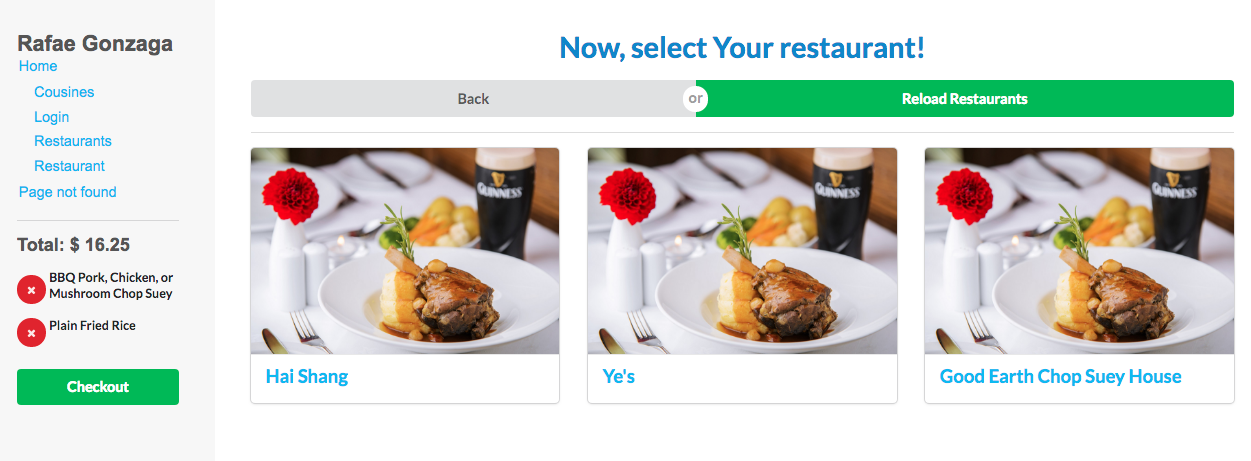 Rafae Gonzaga
Home
Cousines
Login
Restaurants
Restaurant
Page not found
Total: $ 16.25
BBQ Pork, Chicken, or
Mushroom Chop Suey
Plain Fried Rice
Checkout
Now, select Your restaurant!
Back
or
Reload Restaurants
GUINNESS
GUINNESS
GUINNESS
Hai Shang
Ye's
Good Earth Chop Suey House